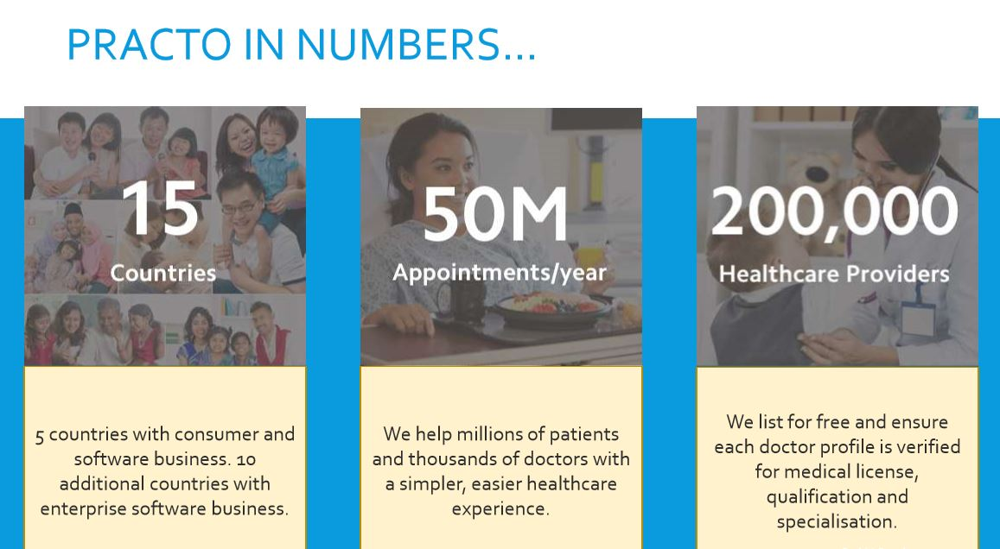 PRACTO IN NUMBERS...
15
Countries
5 countries with consumer and
software business. 10
additional countries with
enterprise software business.
50M
Appointments/year
We help millions of patients
and thousands of doctors with
a simpler, easier healthcare
experience.
200,000
Healthcare Providers
We list for free and ensure
each doctor profile is verified
for medical license,
qualification and
specialisation.